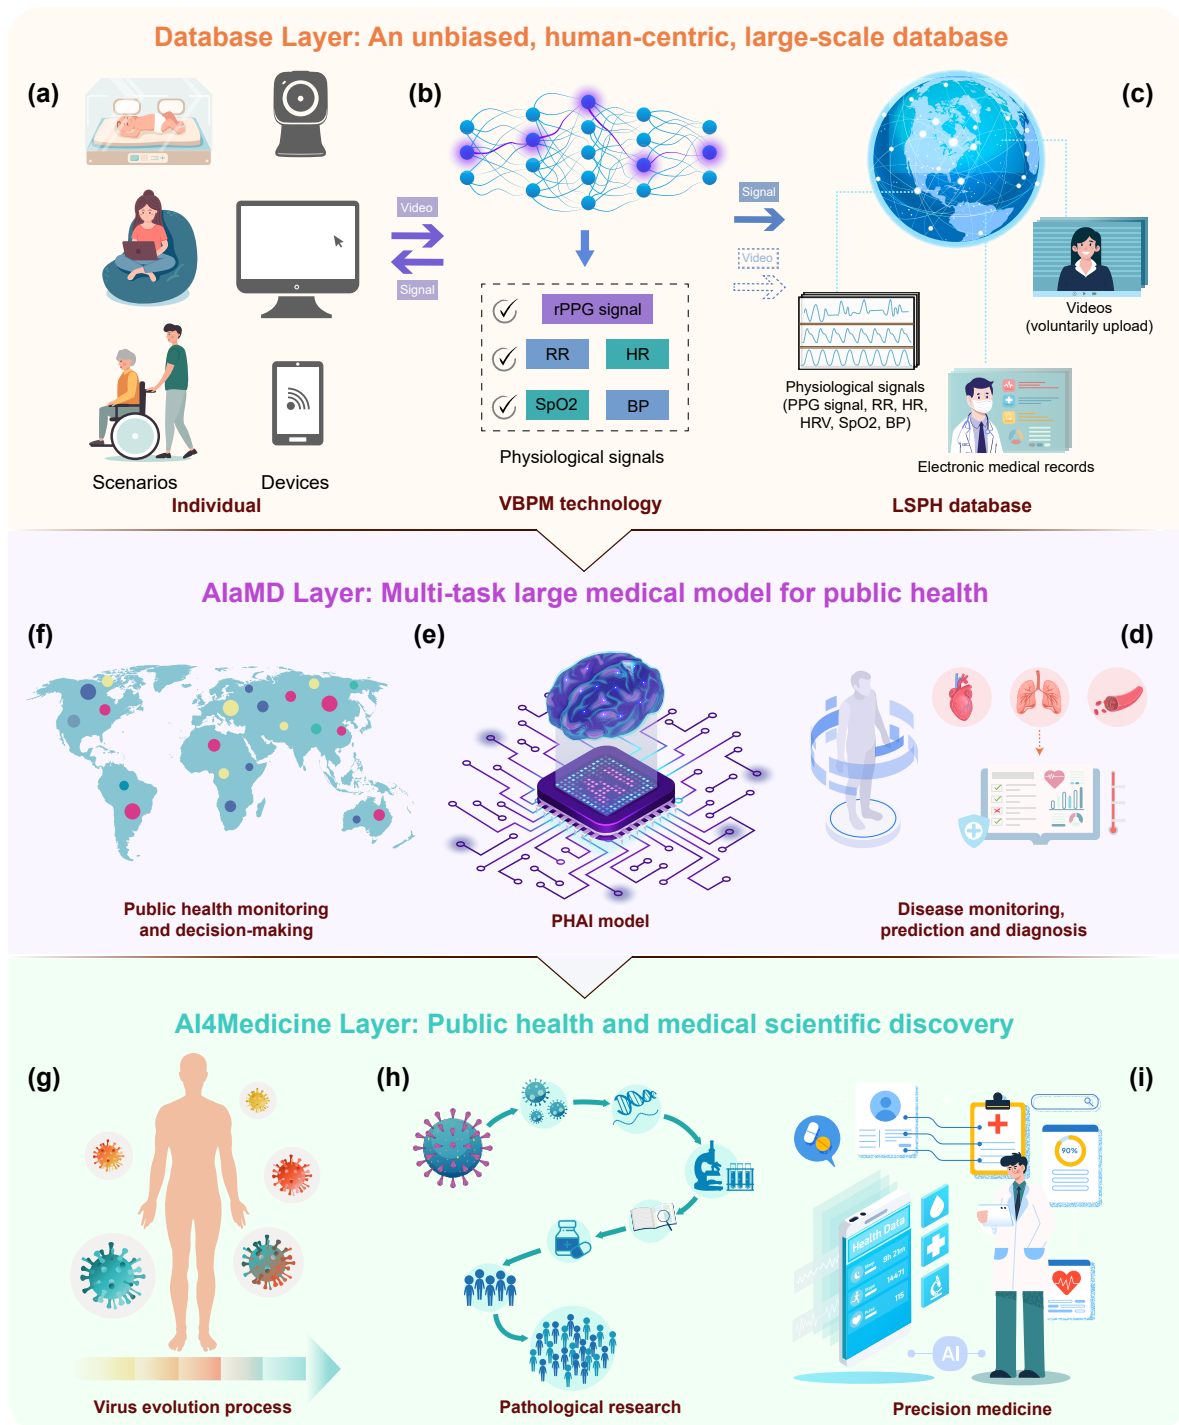 Database Layer: An unbiased, human-centric, large-scale database
(a)
(b)
(c)
Video
Signal
Signal
Video
rPPG signal
RR
HR
SpO2
BP
Physiological signals
Videos
(voluntarily upload)
Physiological signals
(PPG signal, RR, HR,
HRV, SpO2, BP)
Electronic medical records
Scenarios
Devices
Individual
VBPM technology
LSPH database
AIaMD Layer: Multi-task large medical model for public health
(f)
(e)
(d)
Public health monitoring
and decision-making
PHAI model
Disease monitoring,
prediction and diagnosis
AI4Medicine Layer: Public health and medical scientific discovery
(g)
(h)
(i)
90%
Health Data
8h 21m
14471
115
AI
Virus evolution process
Pathological research
Precision medicine